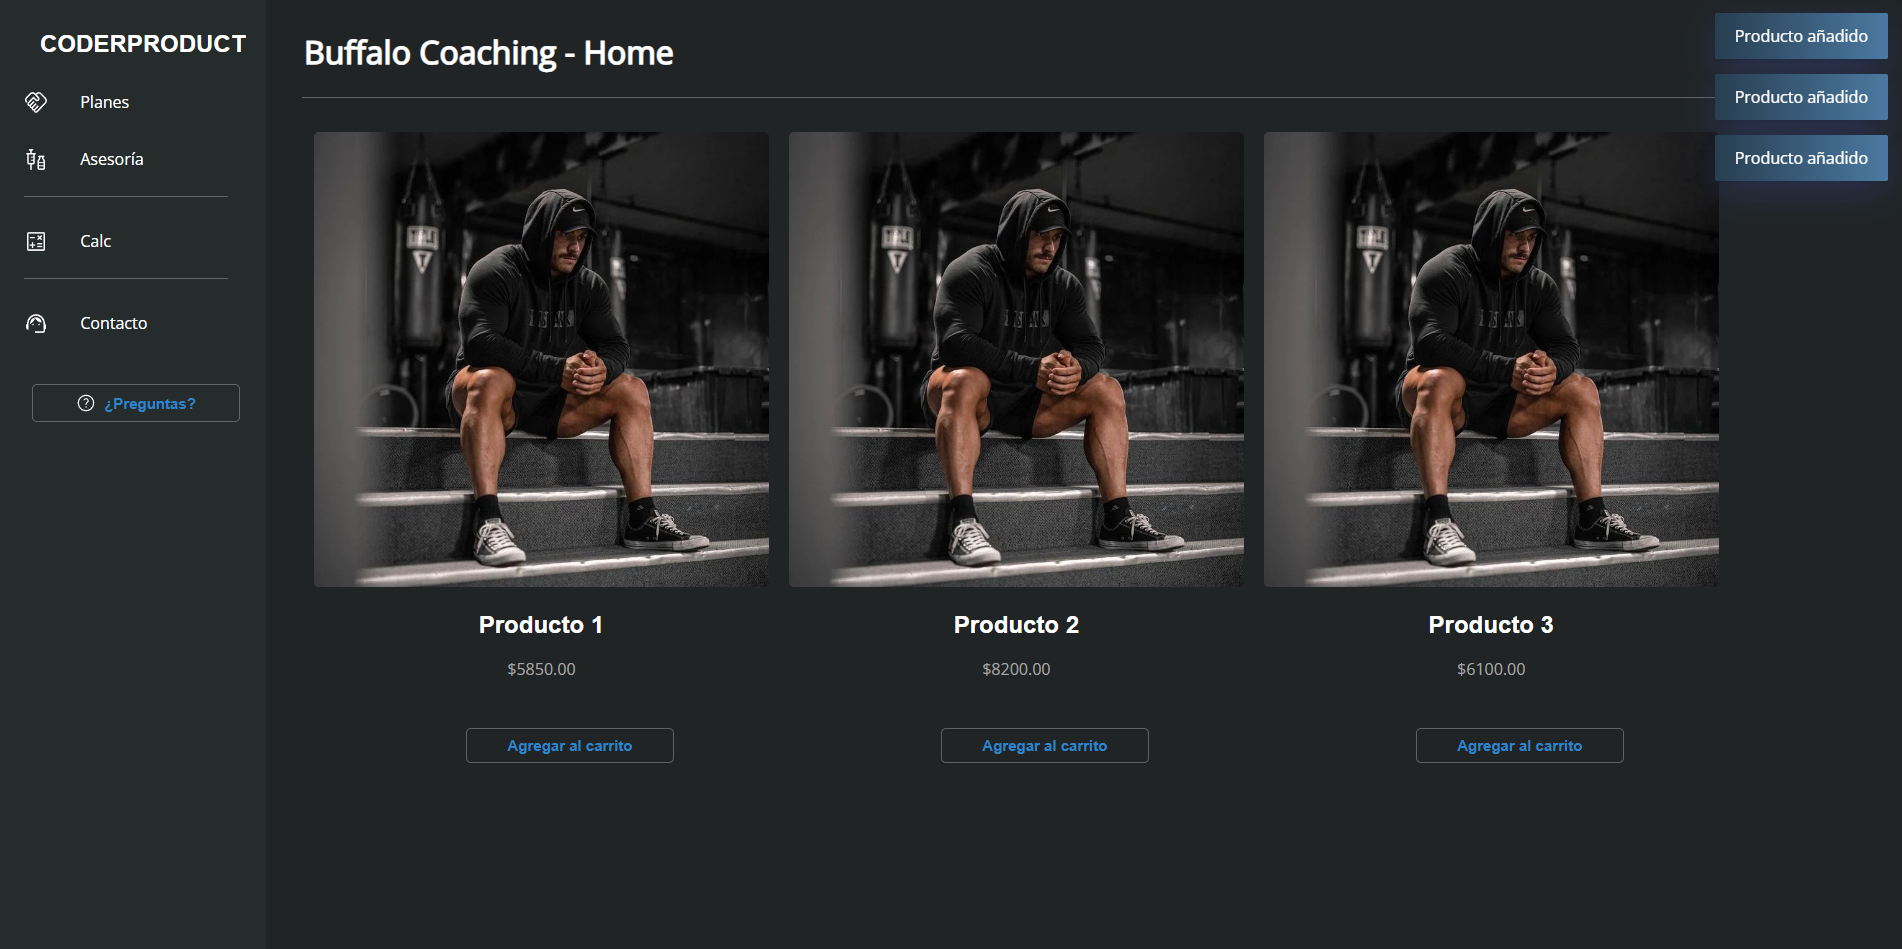 CODERPRODUCT
Planes
Asesoría
Calc
Contacto
¿Preguntas?
Buffalo Coaching - Home
Producto añadido
Producto añadido
Producto añadido
Producto 1
$5850.00
Agregar al carrito
Producto 2
$8200.00
Agregar al carrito
Producto 3
$6100.00
Agregar al carrito